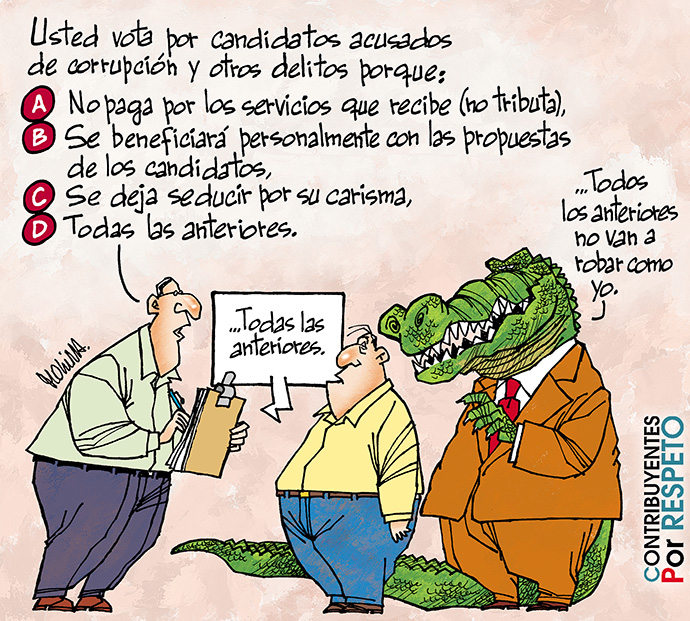 Usted vota por candidatos acusados
de corrupción y otros delitos porque:
A No paga por los servicios que recibe (no tributa),
B Se beneficiará personalmente con las propuestas
de los candidatos,
C Se deja seducir por su carisma,
D Todas las anteriores.
...Todas las
anteriores.
...Todos
los anteriores
no van a
robar como
yo.
CONTRIBUYENTES
Por RESPETO